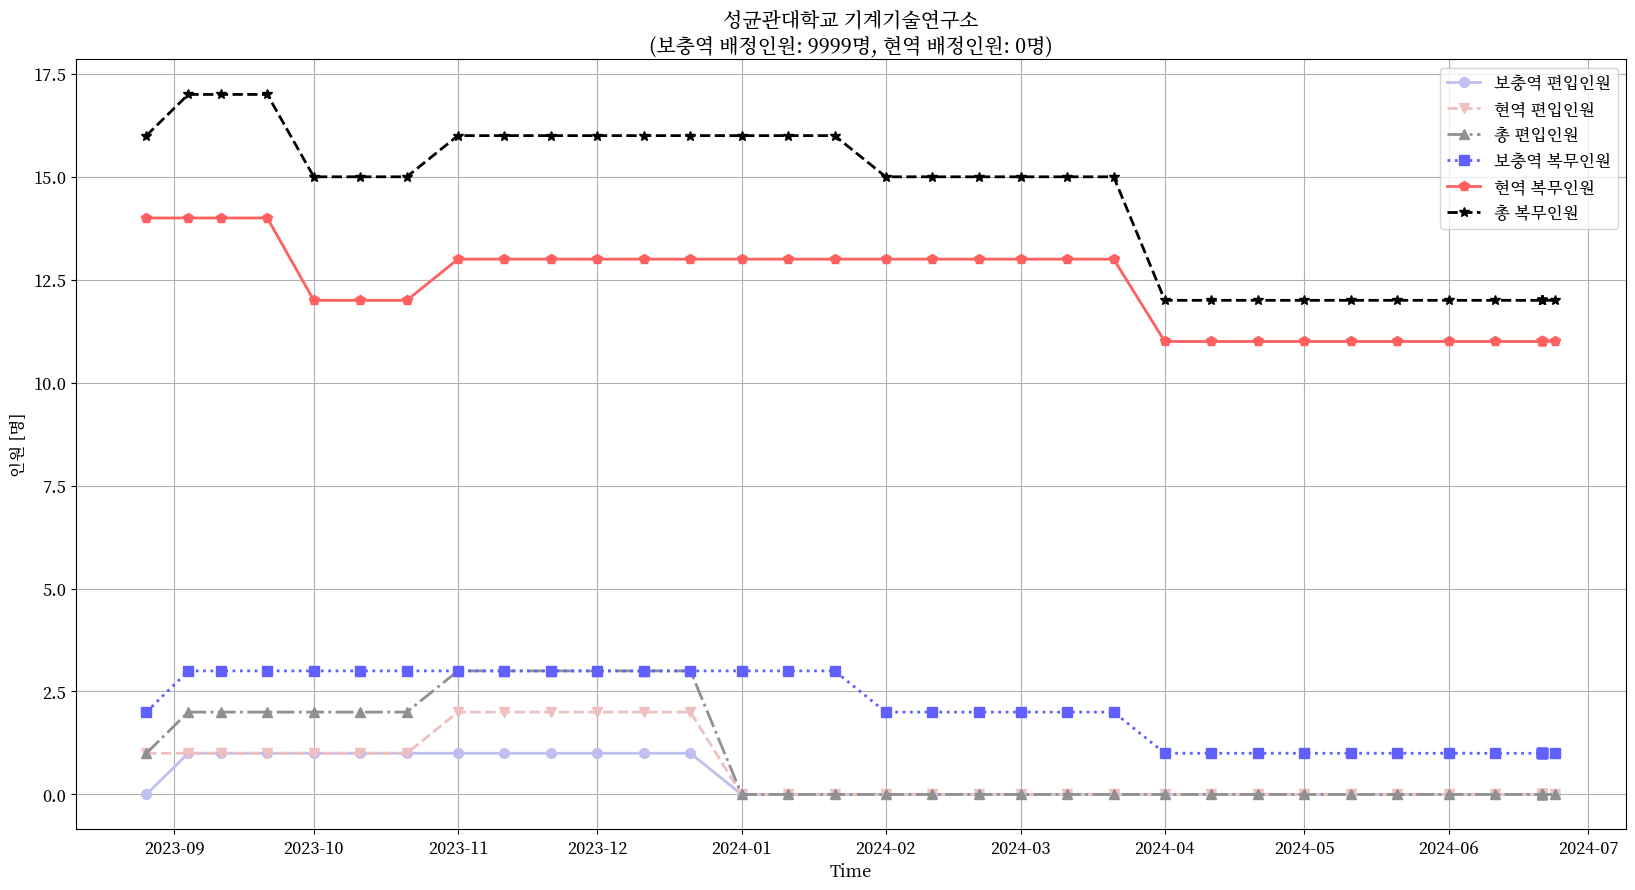 성균관대학교 기계기술연구소
(보충역 배정인원: 9999명, 현역 배정인원: 0명)
17.5
15.0
12.5
10.0
7.5
5.0
2.5
0.0
인원 [명]
보충역 편입인원
현역 편입인원
총 편입인원
보충역 복무인원
현역 복무인원
총 복무인원
2023-09
2023-10
2023-11
2023-12
2024-01
2024-02
2024-03
2024-04
2024-05
2024-06
2024-07
Time